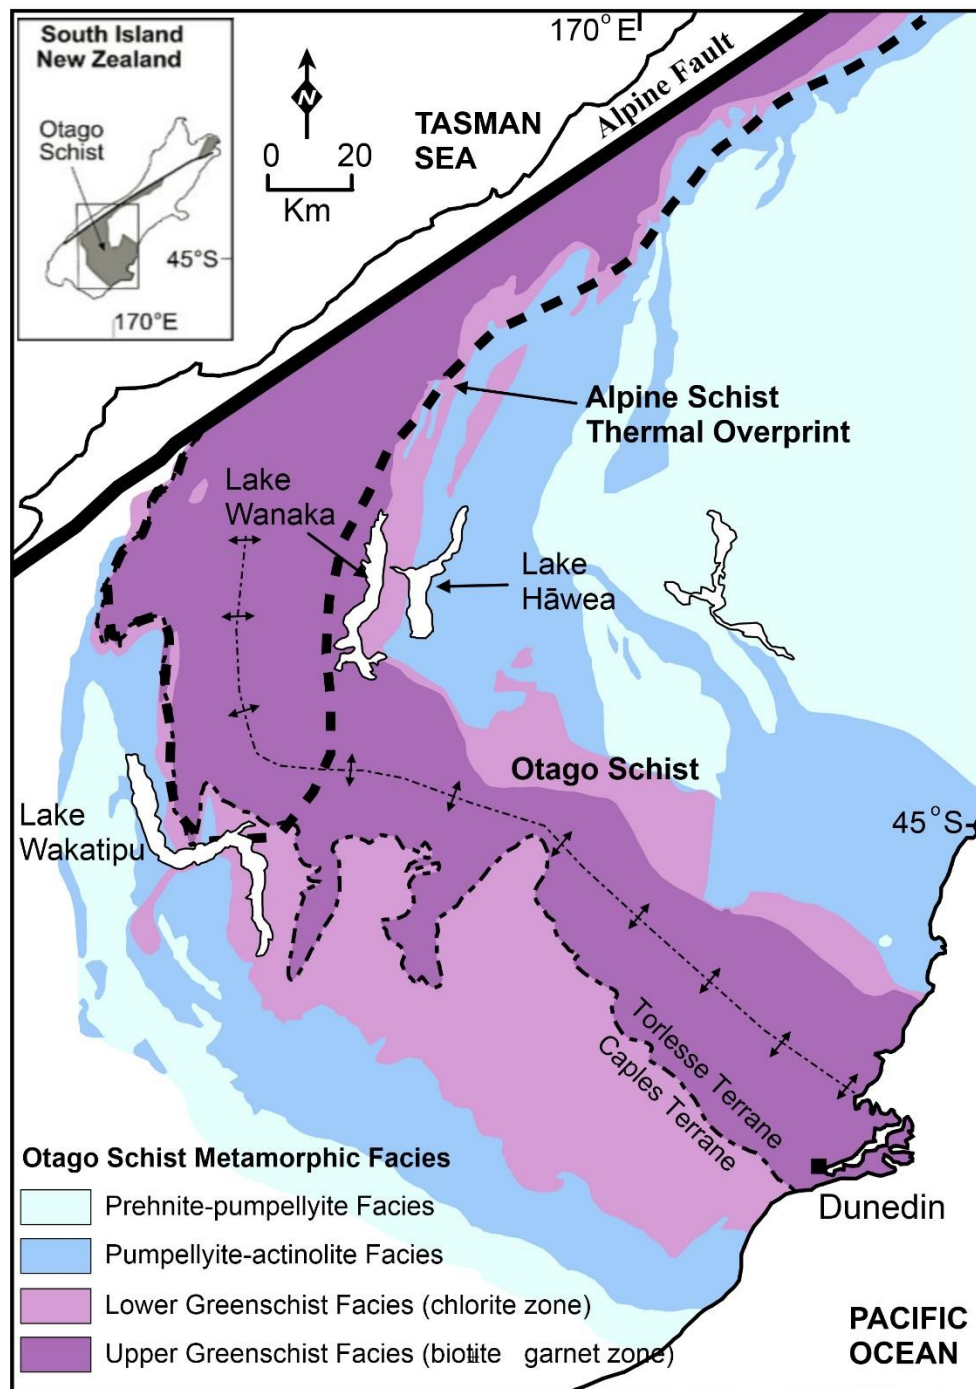 South Island
New Zealand
Otago
Schist
45°S
170°E
N
0 20
Km
TASMAN
SEA
170° E
Alpine Fault
Alpine Schist
Thermal Overprint
Lake
Wanaka
Lake
Hāwea
Otago Schist
Lake
Wakatipu
45°S
Torlesse Terrane
Caples Terrane
Dunedin
Otago Schist Metamorphic Facies
Prehnite-pumpellyite Facies
Pumpellyite-actinolite Facies
Lower Greenschist Facies (chlorite zone)
Upper Greenschist Facies (biotite garnet zone)
PACIFIC
OCEAN